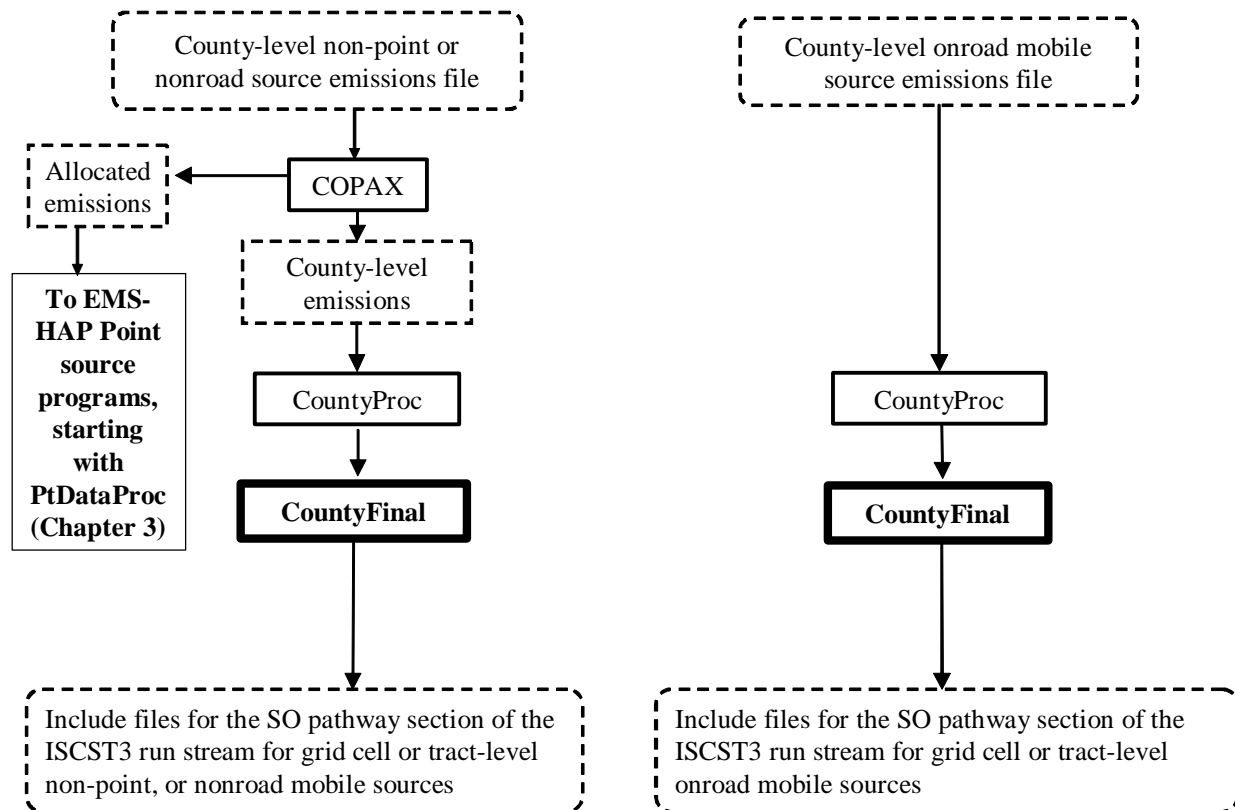 County-level non-point or
nonroad source emissions file
County-level onroad mobile
source emissions file
Allocated
emissions
COPAX
County-level
emissions
To EMS-
HAP Point
source
programs,
starting
with
PtDataProc
(Chapter 3)
CountyProc
CountyProc
CountyFinal
CountyFinal
Include files for the SO pathway section of the
ISCST3 run stream for grid cell or tract-level
non-point, or nonroad mobile sources
Include files for the SO pathway section of the
ISCST3 run stream for grid cell or tract-level
onroad mobile sources